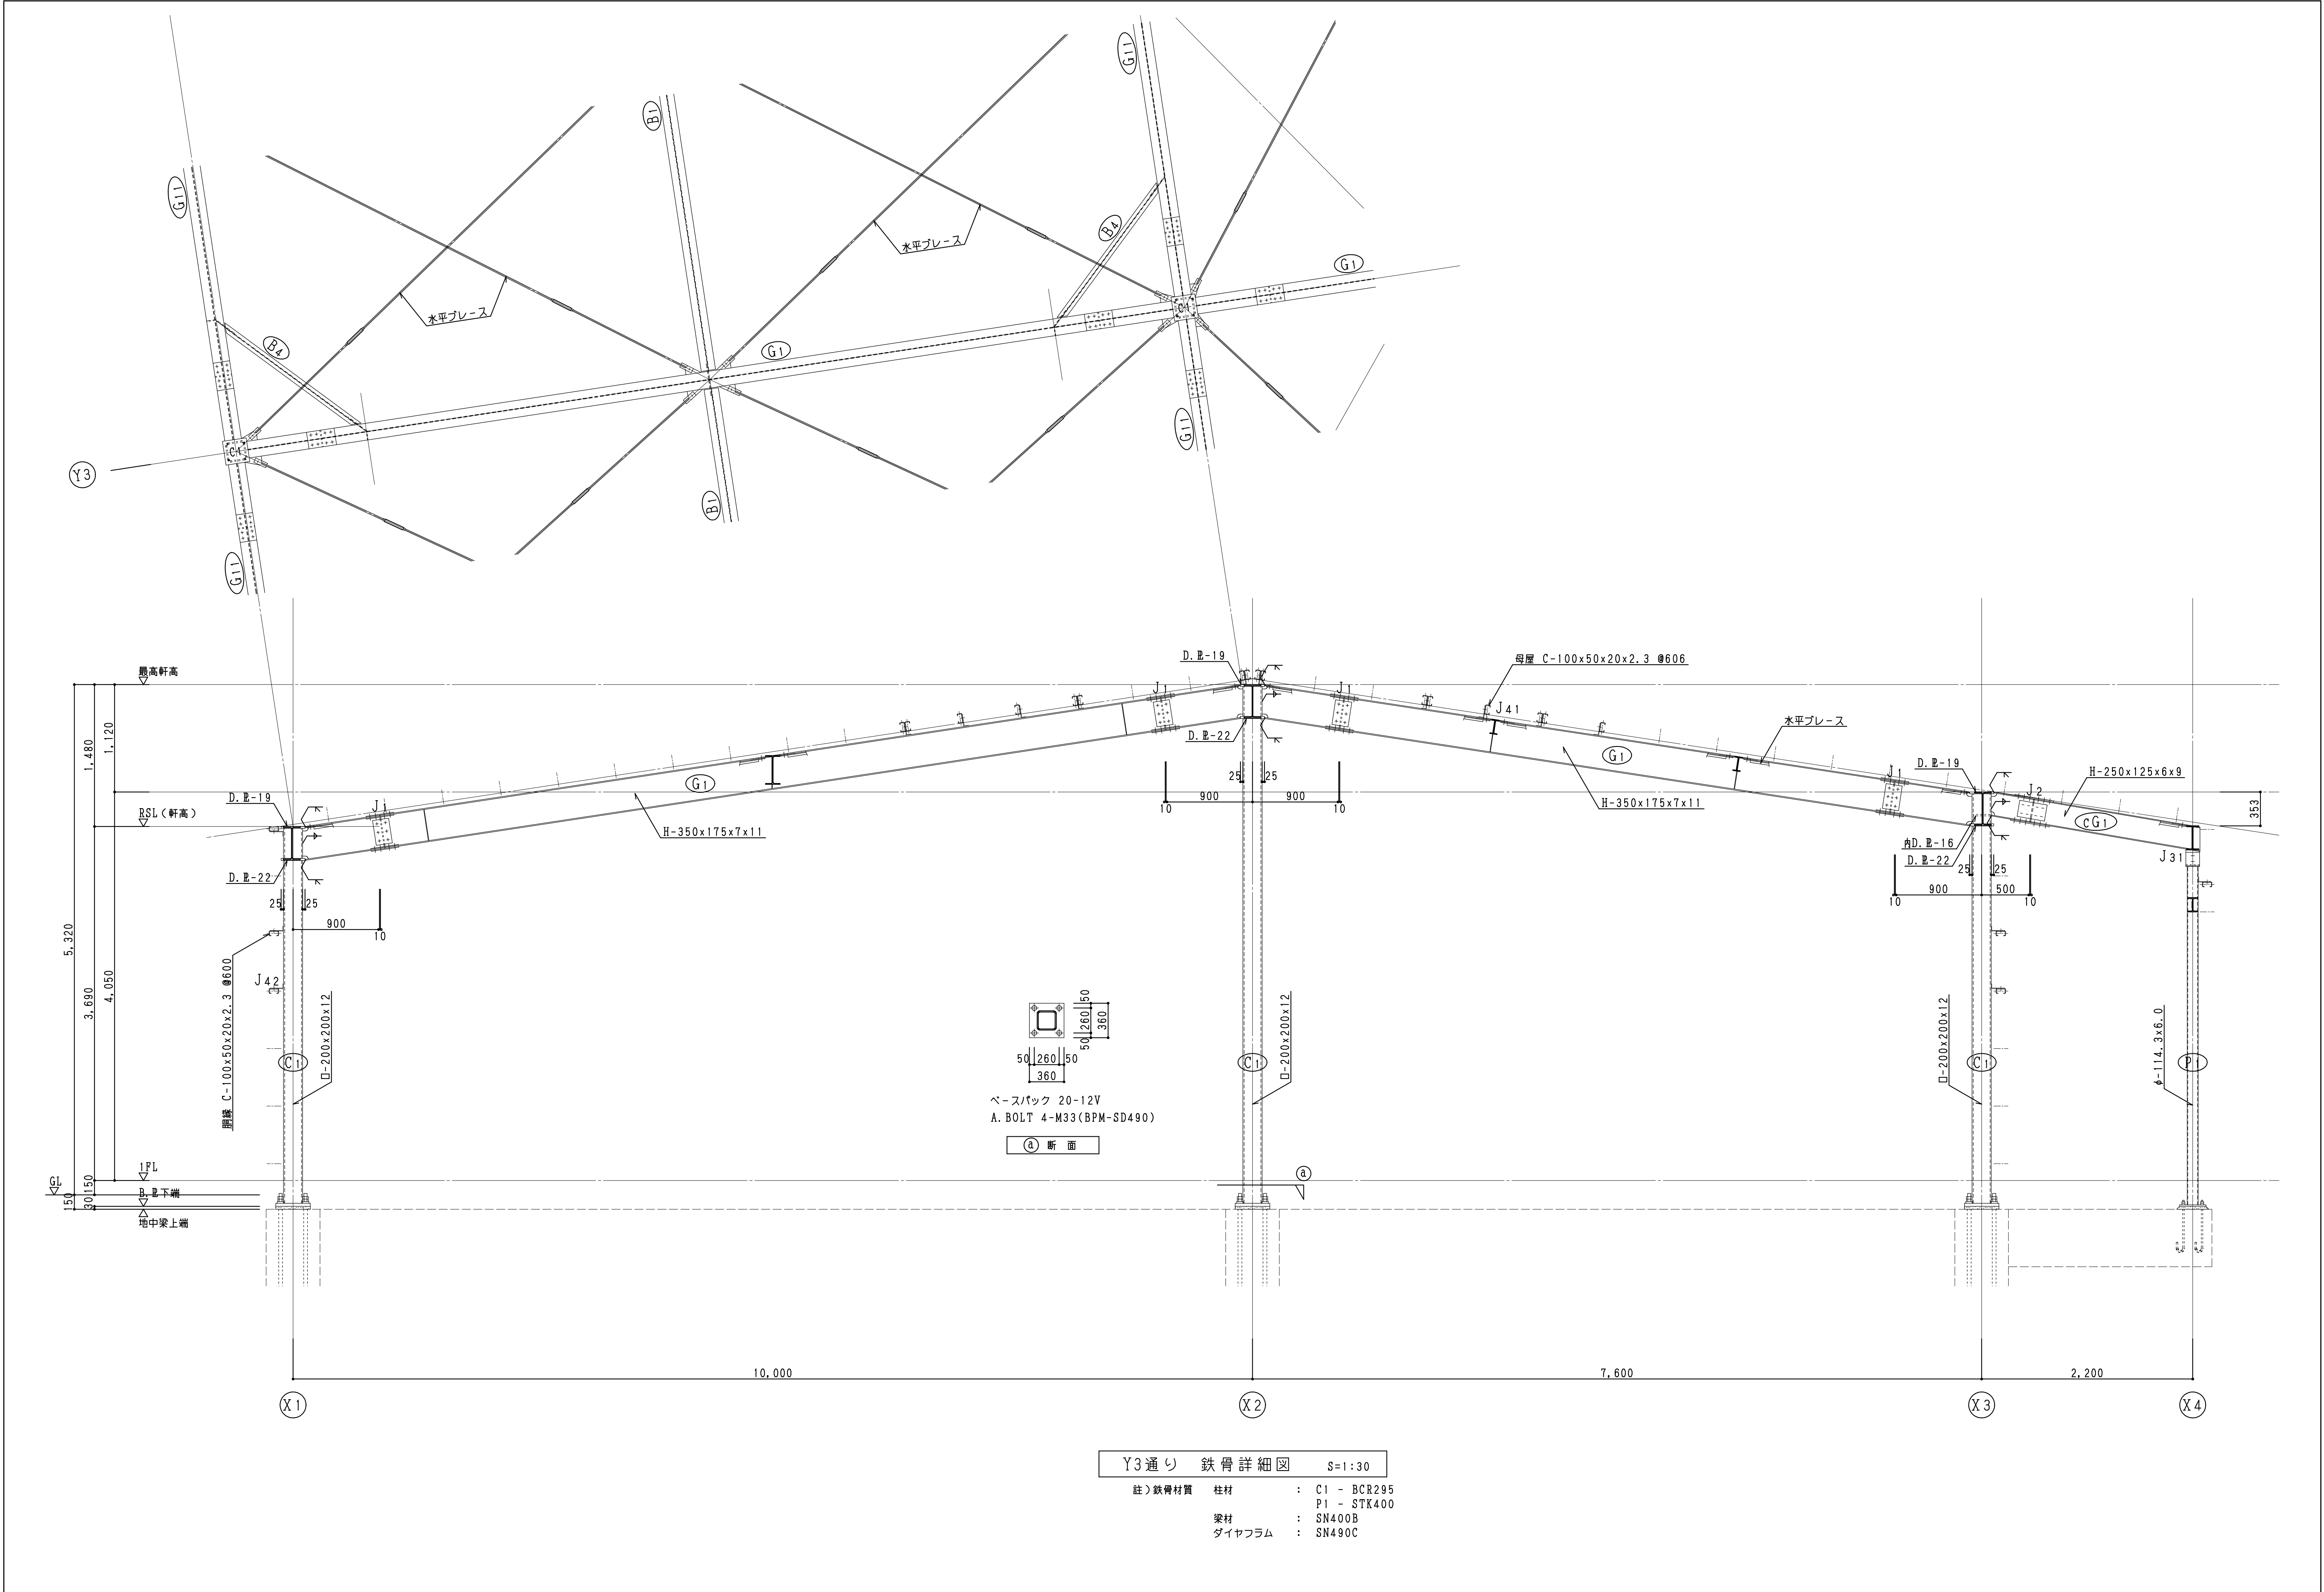 G11
B1
G11
B4
水平ブレース
水平ブレース
B4
G1
G1
C1
C1
Y3
G11
G11
B1
最高軒高
RSL(軒高)
1,120
1,480
5,320
3,690
4,050
1FL
GL
B.PL下端
地中梁上端
150
30
150
D.PL-19
D.PL-22
J1
G1
H-350x175x7x11
25
25
900
10
胴縁 C-100x50x20x2.3 @600
J42
□-200x200x12
C1
D.PL-19
D.PL-22
J1
J1
25
25
900
900
10
10
母屋 C-100x50x20x2.3 @606
J41
水平ブレース
G1
H-350x175x7x11
50
260
50
360
50
260
50
360
ベースパック 20-12V
A.BOLT 4-M33(BPM-SD490)
a 断 面
□-200x200x12
C1
a
J1
D.PL-19
J2
H-250x125x6x9
cG1
353
内D.PL-16
D.PL-22
J31
25
25
900
500
10
10
□-200x200x12
C1
φ-114.3x6.0
P1
10,000
7,600
2,200
X1
X2
X3
X4
Y3通り 鉄骨詳細図 S=1:30
註)鉄骨材質 柱材 : C1 - BCR295
P1 - STK400
梁材 : SN400B
ダイヤフラム : SN490C